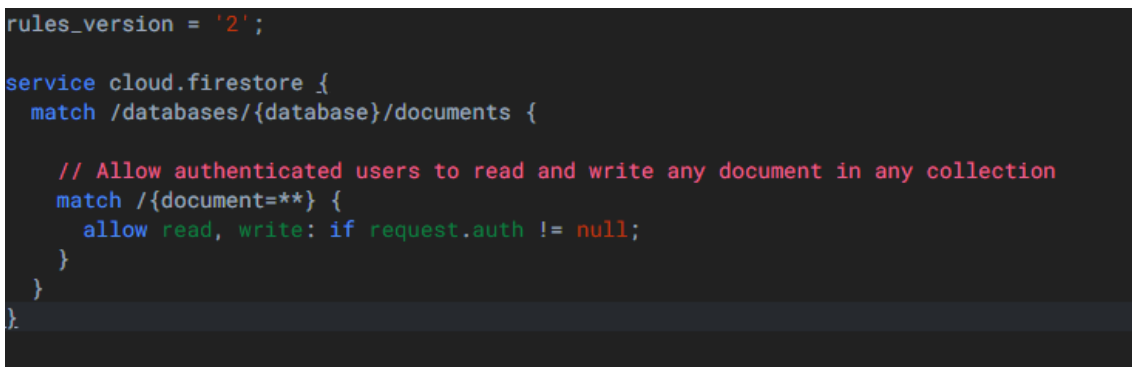 rules_version = '2';
service cloud.firestore {
match /databases/{database}/documents {
// Allow authenticated users to read and write any document in any collection
match /{document=**} {
allow read, write: if request.auth != null;
}
}
}